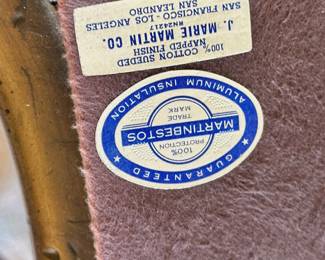 J. MARIE MARTIN CO.
SAN LEANDRO
SAN FRANCISCO - LOS ANGELES
RN24217
100% COTTON SUEDED
NAPPED FINISH
ALUMINUM INSULATION
100%
PROTECTION
MARTINBESTOS
TRADE
MARK
GUARANTEED